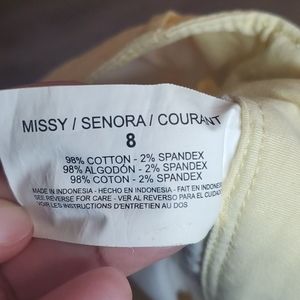 MISSY / SENORA / COURANT
8
98% COTTON - 2% SPANDEX
98% ALGODÓN - 2% SPANDEX
98% COTON - 2% SPANDEX
MADE IN INDONESIA - HECHO EN INDONESIA - FAIT EN INDONESIE
SEE REVERSE FOR CARE - VER AL REVERSO PARA EL CUIDADO
VOIR LES INSTRUCTIONS D'ENTRETIEN AU DOS